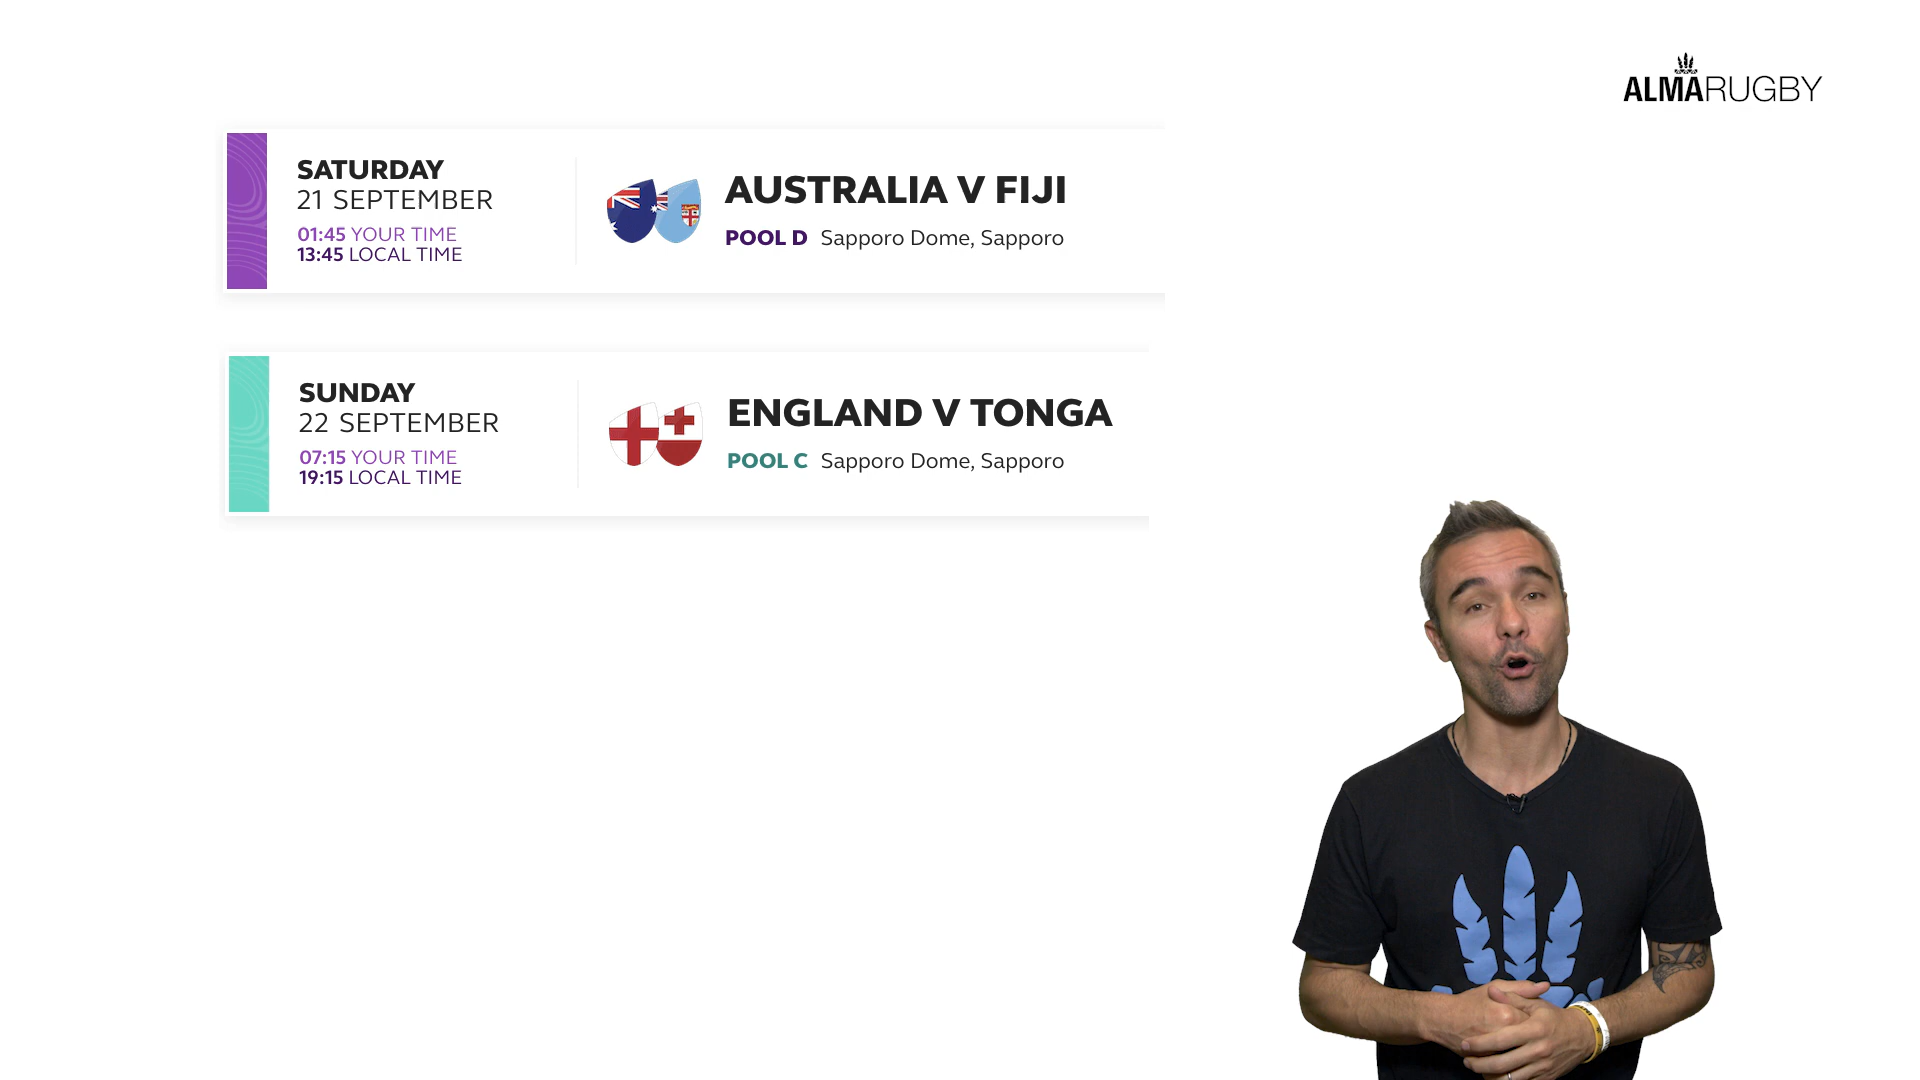 ALMARUGBY
SATURDAY
21 SEPTEMBER
01:45 YOUR TIME
13:45 LOCAL TIME
AUSTRALIA V FIJI
POOL D Sapporo Dome, Sapporo
SUNDAY
22 SEPTEMBER
07:15 YOUR TIME
19:15 LOCAL TIME
ENGLAND V TONGA
POOL C Sapporo Dome, Sapporo